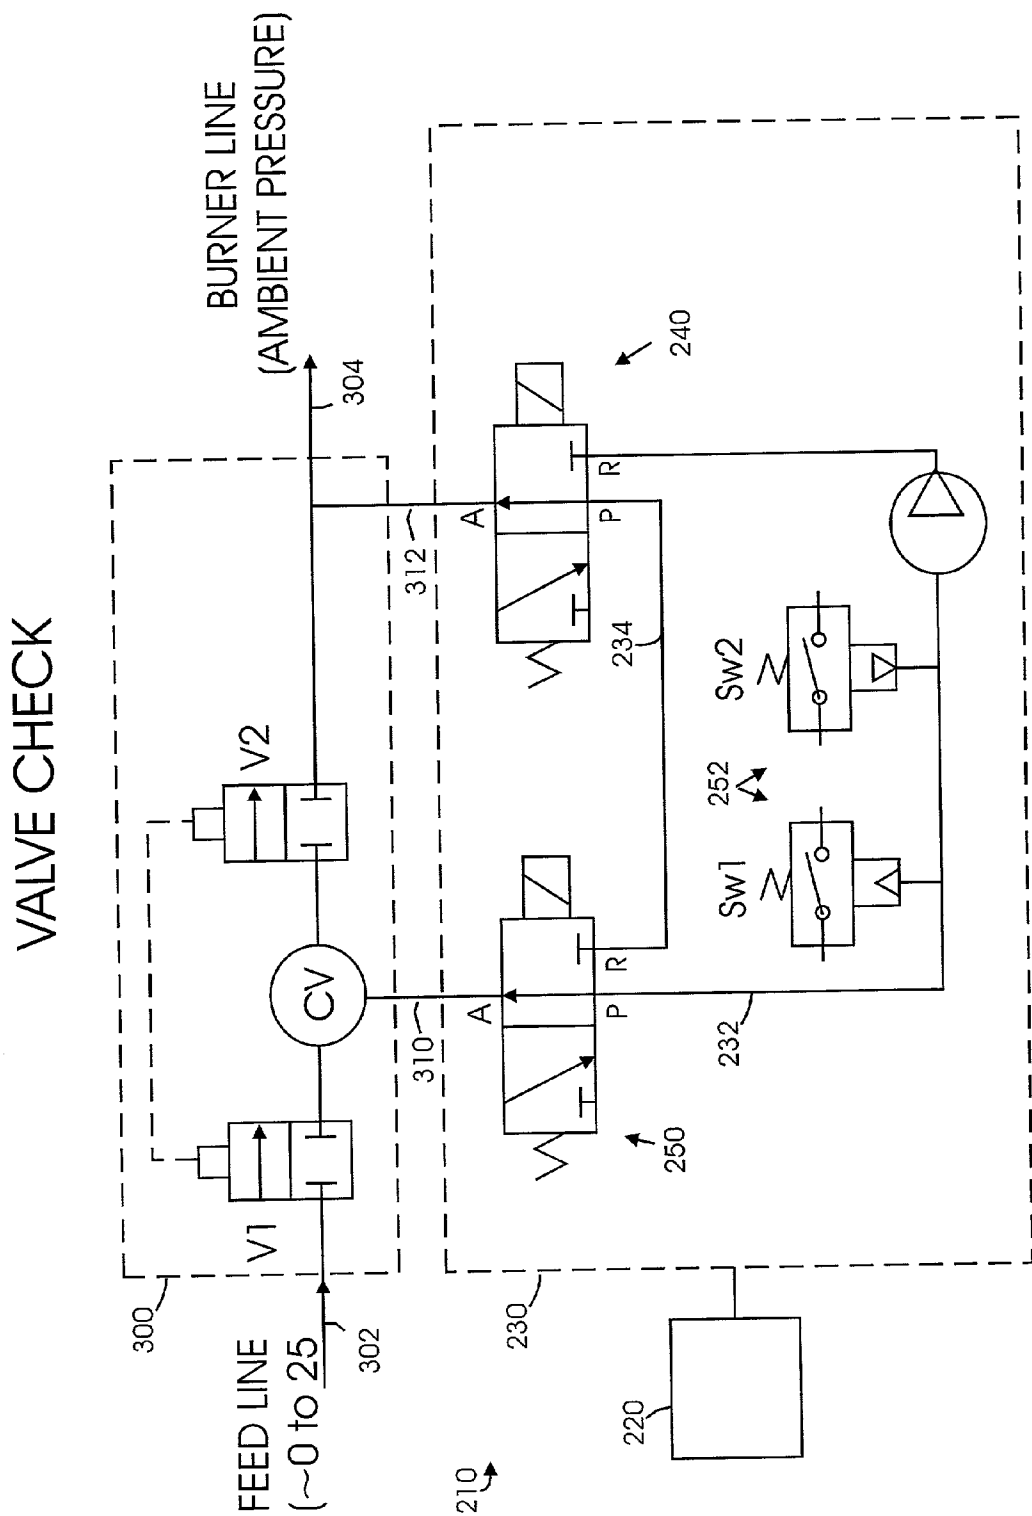 VALVE CHECK
BURNER LINE
(AMBIENT PRESSURE)
304
V2
CV
V1
300
FEED LINE
(~0 to 25
302
312
310
A
P
R
240
A
P
R
250
234
232
Sw2
252
Sw1
230
220
210